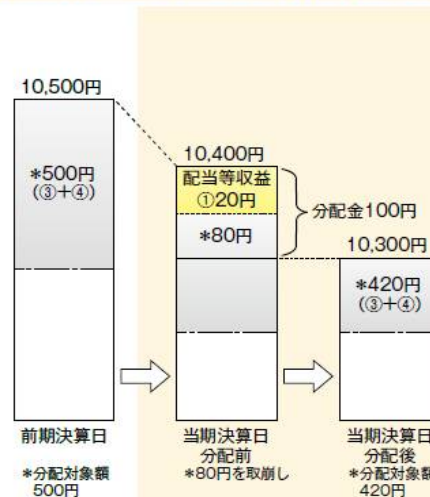 10,500円
*500円
(③+④)
10,400円
配当等収益
①20円
*80円
分配金100円
10,300円
*420円
(③+④)
前期決算日
*分配対象額
500円
当期決算日
分配前
*80円を取崩し
当期決算日
分配後
*分配対象額
420円